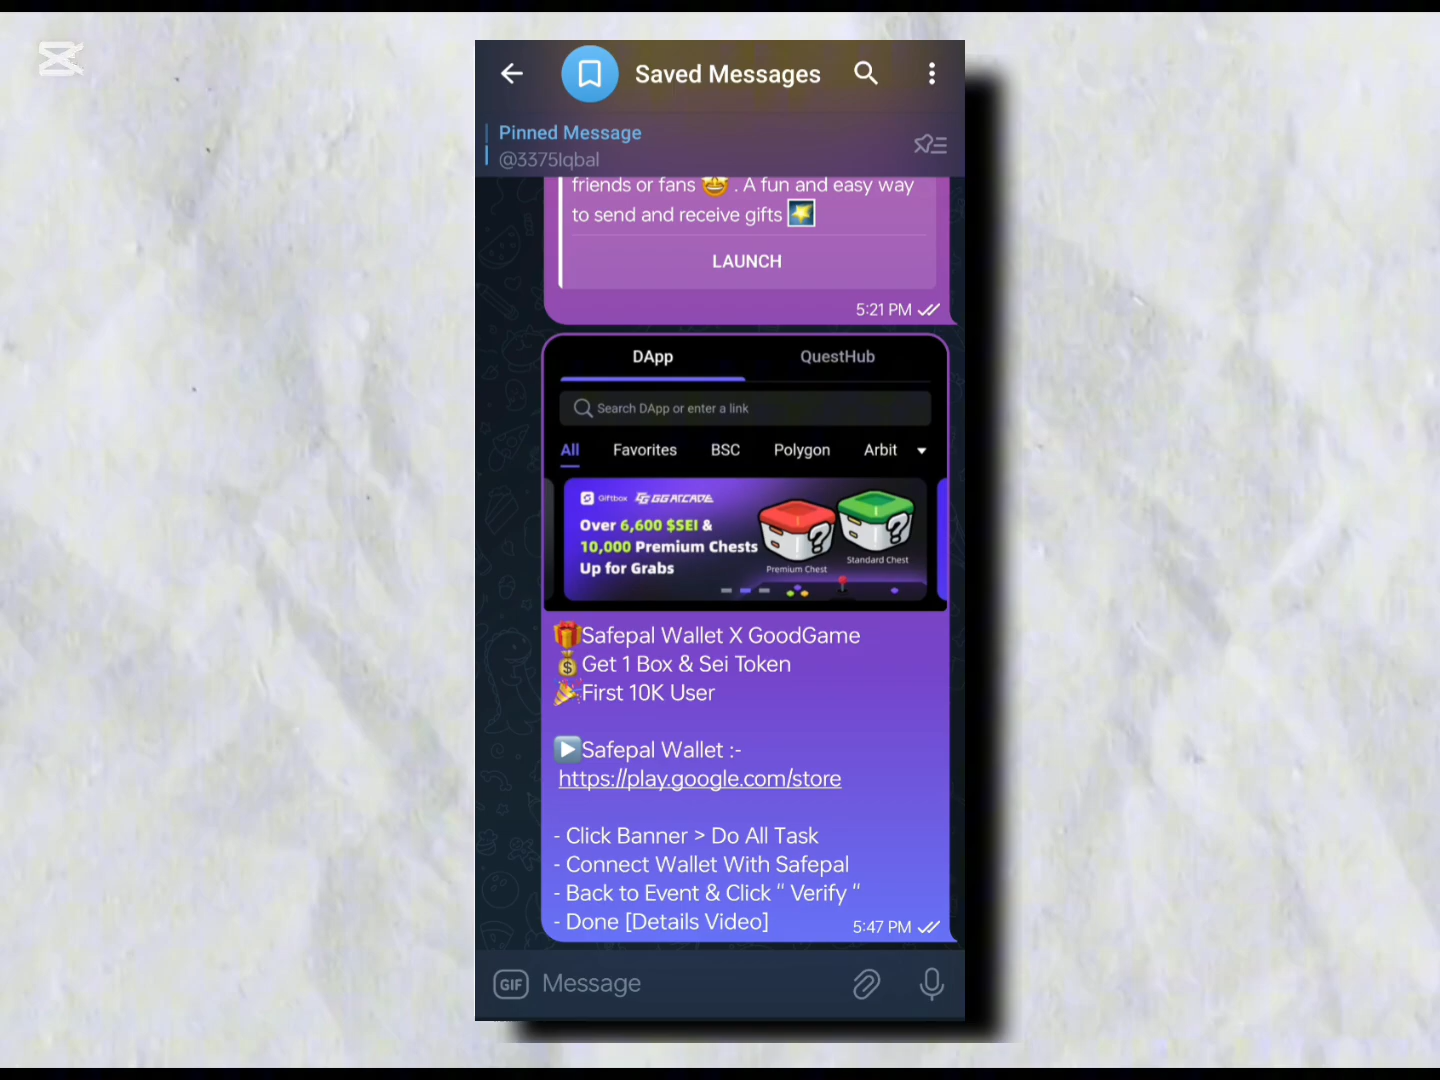 Saved Messages
Pinned Message
@3375Iqbal
friends or fans 🤩 . A fun and easy way
to send and receive gifts 🌠
LAUNCH
5:21 PM
DApp QuestHub
Search DApp or enter a link
All Favorites BSC Polygon Arbit
Giftbox GG ARCADE
Over 6,600 $SEI &
10,000 Premium Chests
Up for Grabs
Premium Chest
Standard Chest
🎁Safepal Wallet X GoodGame
💰Get 1 Box & Sei Token
🎉First 10K User
▶️Safepal Wallet :-
https://play.google.com/store
- Click Banner > Do All Task
- Connect Wallet With Safepal
- Back to Event & Click “ Verify “
- Done [Details Video]
5:47 PM
GIF Message